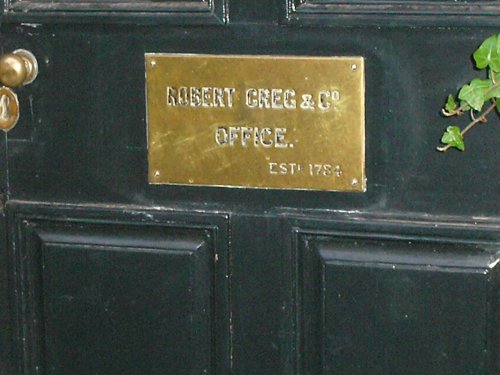 ROBERT GREG & Cº
OFFICE.
ESTD 1784